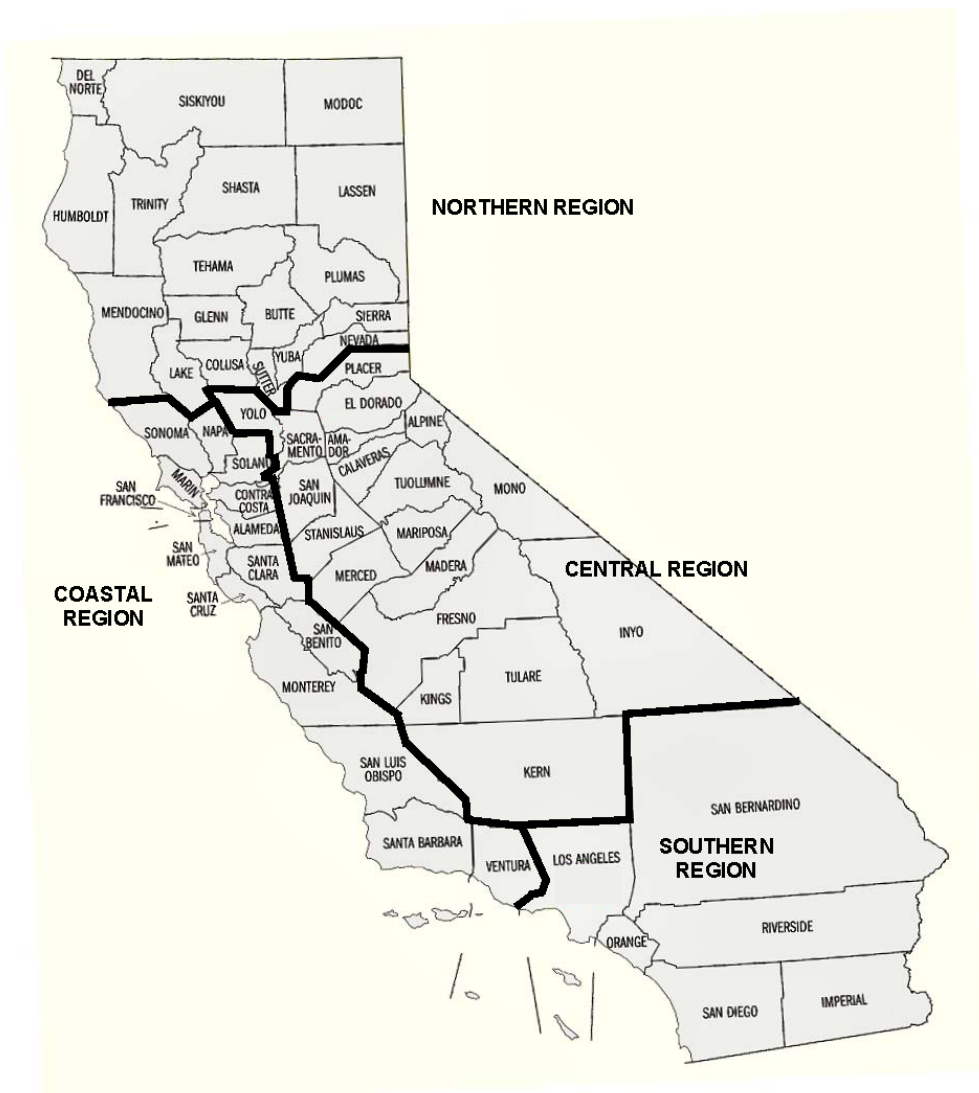 DEL
NORTE
SISKIYOU
MODOC
HUMBOLDT
TRINITY
SHASTA
LASSEN
NORTHERN REGION
TEHAMA
PLUMAS
MENDOCINO
GLENN
BUTTE
SIERRA
NEVADA
YUBA
COLUSA
LAKE
SUTTER
PLACER
EL DORADO
YOLO
NAPA
SONOMA
SACRA-
MENTO
AMA-
DOR
ALPINE
CALAVERAS
SOLANO
MARIN
SAN
FRANCISCO
CONTRA
COSTA
SAN
JOAQUIN
TUOLUMNE
MONO
ALAMEDA
STANISLAUS
MARIPOSA
SAN
MATEO
SANTA
CLARA
MERCED
MADERA
CENTRAL REGION
COASTAL
REGION
SANTA
CRUZ
SAN
BENITO
FRESNO
INYO
MONTEREY
KINGS
TULARE
SAN LUIS
OBISPO
KERN
SAN BERNARDINO
SANTA BARBARA
VENTURA
LOS ANGELES
SOUTHERN
REGION
ORANGE
RIVERSIDE
SAN DIEGO
IMPERIAL